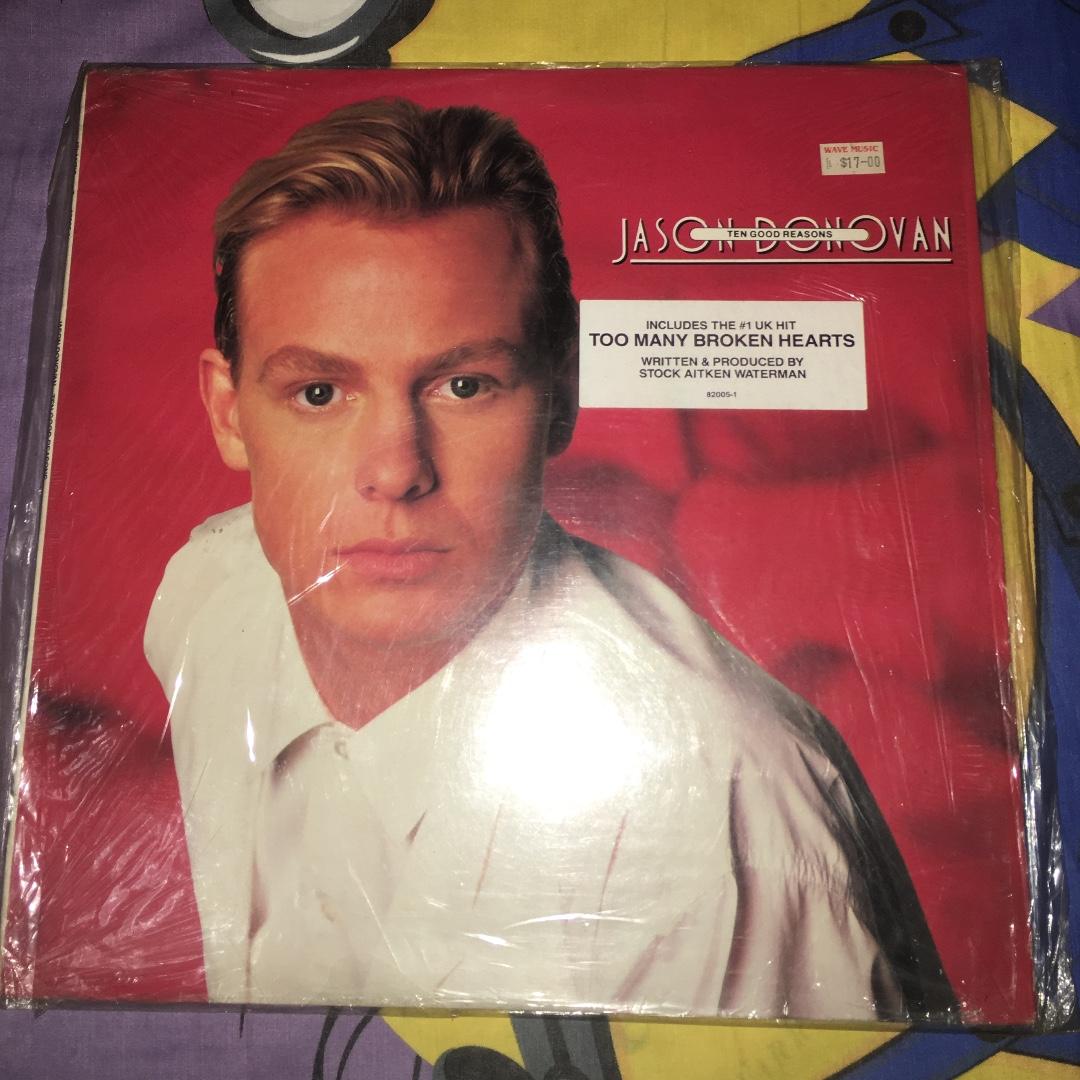 WAVE MUSIC
$17-00
JASON DONOVAN
TEN GOOD REASONS
INCLUDES THE #1 UK HIT
TOO MANY BROKEN HEARTS
WRITTEN & PRODUCED BY
STOCK AITKEN WATERMAN
82005-1